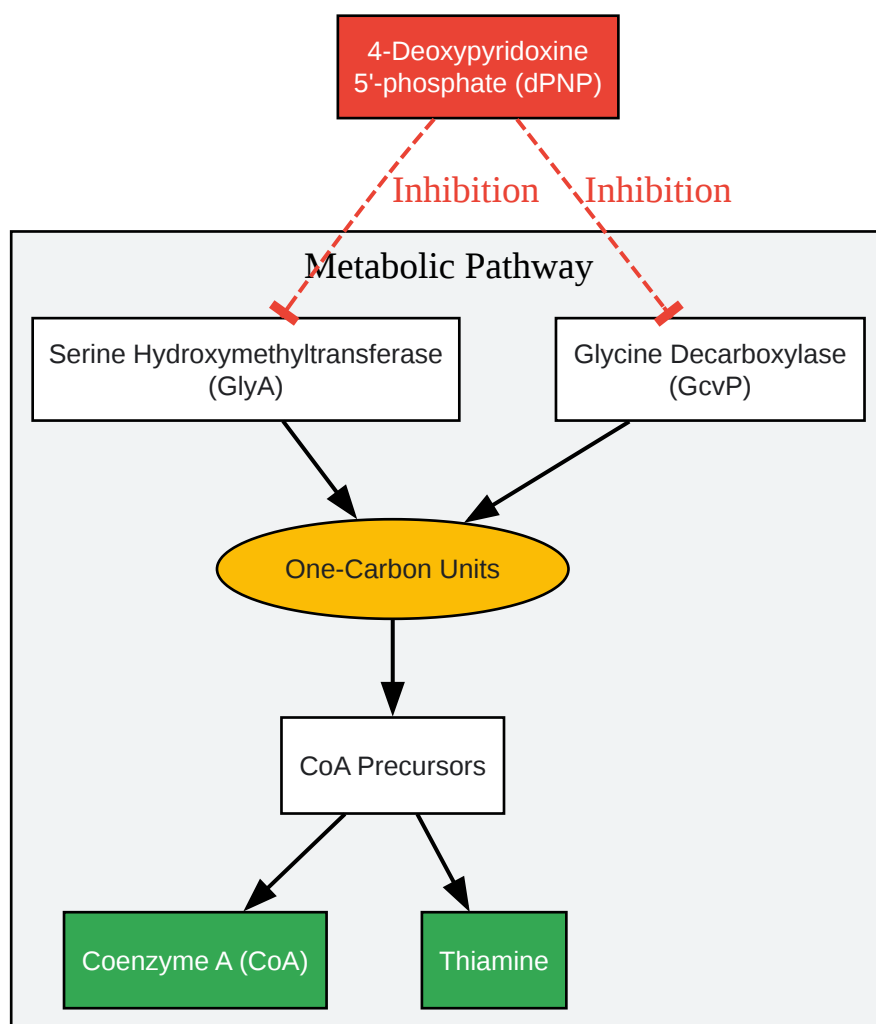 4-Deoxypyridoxine
5'-phosphate (dPNP)
Inhibition
Inhibition
Metabolic Pathway
Serine Hydroxymethyltransferase
(GlyA)
Glycine Decarboxylase
(GcvP)
One-Carbon Units
CoA Precursors
Coenzyme A (CoA)
Thiamine